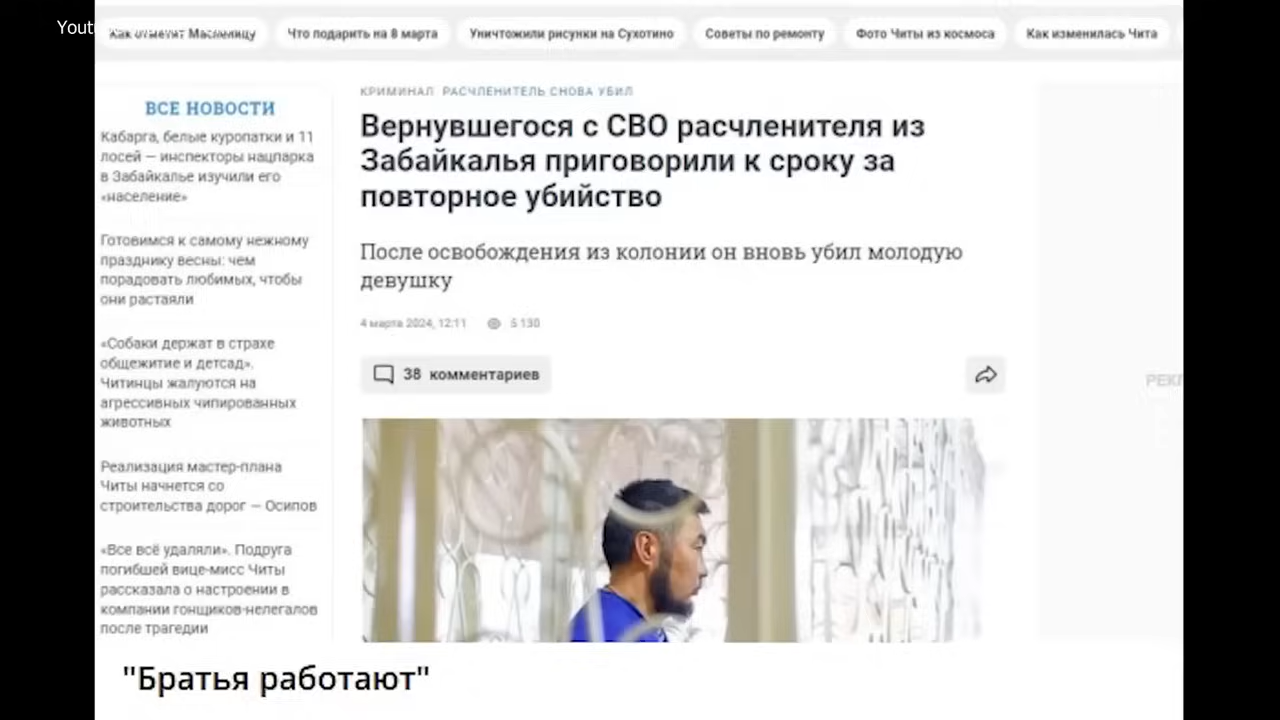 Yout
Как отметит Масленицу
Что подарить на 8 марта
Уничтожили рисунки на Сухотино
Советы по ремонту
Фото Читы из космоса
Как изменилась Чита
ВСЕ НОВОСТИ
Кабарга, белые куропатки и 11
лосей — инспекторы нацпарка
в Забайкалье изучили его
«население»
Готовимся к самому нежному
празднику весны: чем
порадовать любимых, чтобы
они растаяли
«Собаки держат в страхе
общежитие и детсад».
Читинцы жалуются на
агрессивных чипированных
животных
Реализация мастер-плана
Читы начнется со
строительства дорог — Осипов
«Все всё удаляли». Подруга
погибшей вице-мисс Читы
рассказала о настроении в
компании гонщиков-нелегалов
после трагедии
КРИМИНАЛ РАСЧЛЕНИТЕЛЬ СНОВА УБИЛ
Вернувшегося с СВО расчленителя из
Забайкалья приговорили к сроку за
повторное убийство
После освобождения из колонии он вновь убил молодую
девушку
4 марта 2024, 12:11 5 130
38 комментариев
РЕКЛ
"Братья работают"